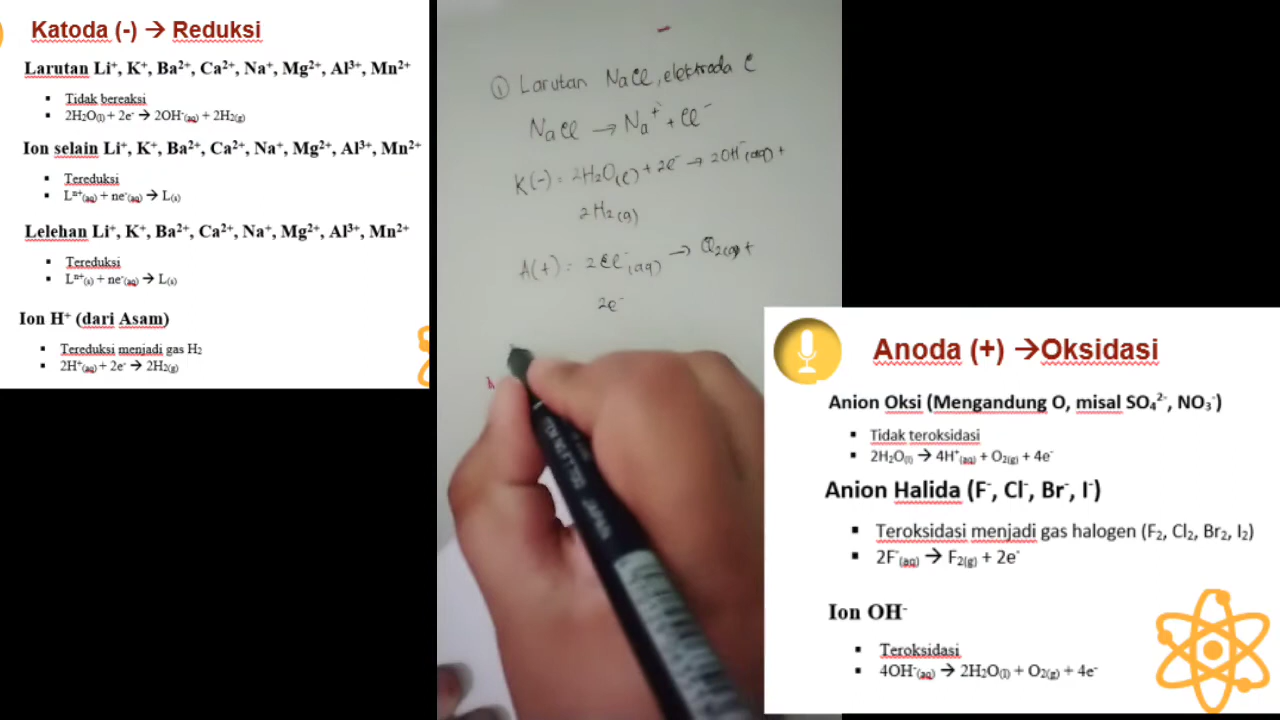 Katoda (-) → Reduksi
Larutan Li⁺, K⁺, Ba²⁺, Ca²⁺, Na⁺, Mg²⁺, Al³⁺, Mn²⁺
▪ Tidak bereaksi
▪ 2H₂O₍ₗ₎ + 2e⁻ → 2OH⁻(aq) + 2H₂(g)
Ion selain Li⁺, K⁺, Ba²⁺, Ca²⁺, Na⁺, Mg²⁺, Al³⁺, Mn²⁺
▪ Tereduksi
▪ Lⁿ⁺(aq) + ne⁻(aq) → L(s)
Lelehan Li⁺, K⁺, Ba²⁺, Ca²⁺, Na⁺, Mg²⁺, Al³⁺, Mn²⁺
▪ Tereduksi
▪ Lⁿ⁺(s) + ne⁻(aq) → L(s)
Ion H⁺ (dari Asam)
▪ Tereduksi menjadi gas H₂
▪ 2H⁺(aq) + 2e⁻ → 2H₂(g)
① Larutan NaCl, elektroda C
NaCl → Na⁺ + Cl⁻
K(-) : 2H₂O(l) + 2e⁻ → 2OH⁻(aq) +
2H₂(g)
A(+) : 2Cl⁻(aq) → Cl₂(g) +
2e⁻
Anoda (+) →Oksidasi
Anion Oksi (Mengandung O, misal SO₄²⁻, NO₃⁻)
▪ Tidak teroksidasi
▪ 2H₂O(l) → 4H⁺(aq) + O₂(g) + 4e⁻
Anion Halida (F⁻, Cl⁻, Br⁻, I⁻)
▪ Teroksidasi menjadi gas halogen (F₂, Cl₂, Br₂, I₂)
▪ 2F⁻(aq) → F₂(g) + 2e⁻
Ion OH⁻
▪ Teroksidasi
▪ 4OH⁻(aq) → 2H₂O(l) + O₂(g) + 4e⁻